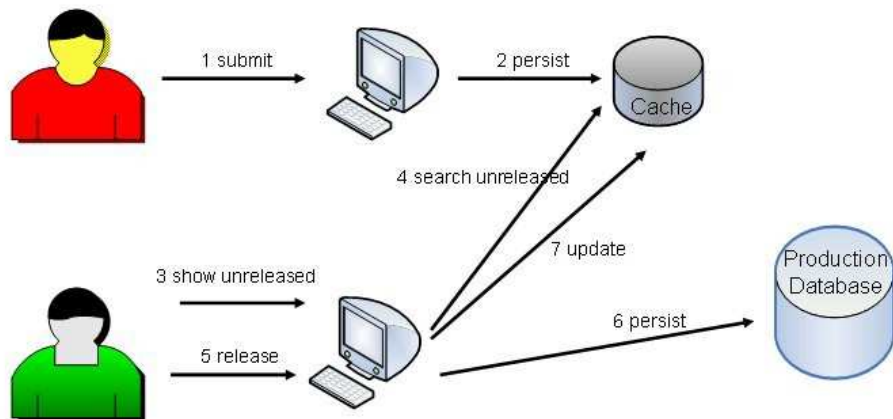 1 submit
2 persist
Cache
4 search unreleased
7 update
3 show unreleased
Production
Database
6 persist
5 release